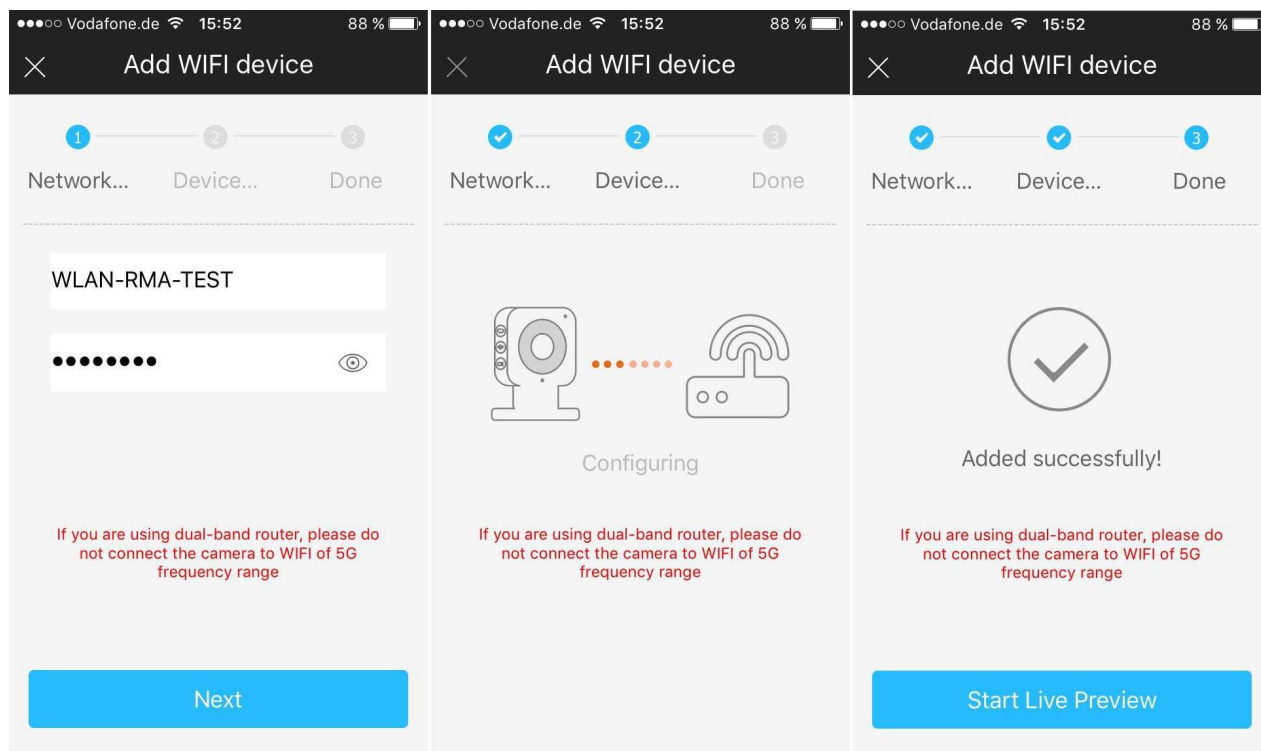 Vodafone.de 15:52 88 %
Add WIFI device
1 2 3
Network... Device... Done
WLAN-RMA-TEST
●●●●●●●●
If you are using dual-band router, please do
not connect the camera to WIFI of 5G
frequency range
Next
Vodafone.de 15:52 88 %
Add WIFI device
2 3
Network... Device... Done
Configuring
If you are using dual-band router, please do
not connect the camera to WIFI of 5G
frequency range
Vodafone.de 15:52 88 %
Add WIFI device
3
Network... Device... Done
Added successfully!
If you are using dual-band router, please do
not connect the camera to WIFI of 5G
frequency range
Start Live Preview